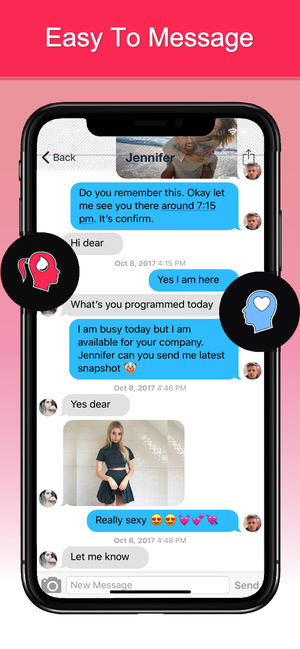 Easy To Message
Back
Jennifer
Do you remember this. Okay let
me see you there around 7:15
pm. It's confirm.
Hi dear
Oct 8, 2017 4:15 PM
Yes I am here
What's you programmed today
I am busy today but I am
available for your company.
Jennifer can you send me latest
snapshot 🤡
Oct 8, 2017 4:46 PM
Yes dear
Really sexy 😍😍💓💕💘
Oct 8, 2017 4:48 PM
Let me know
New Message
Send